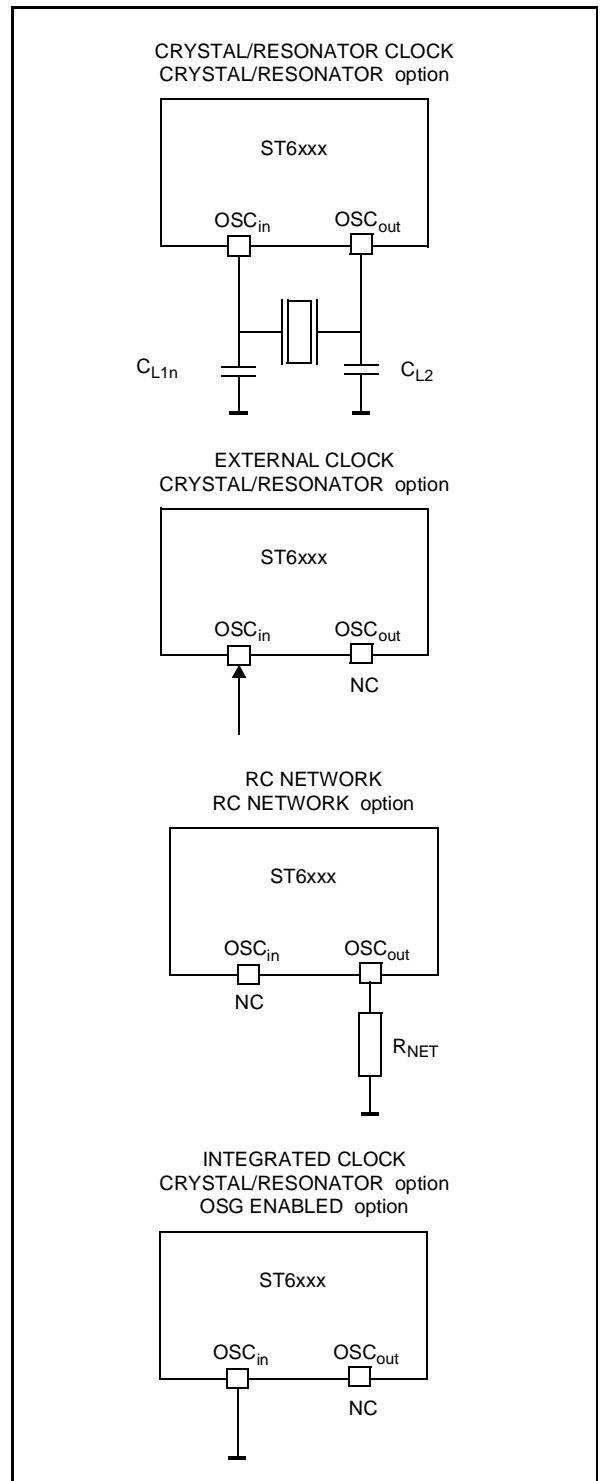 CRYSTAL/RESONATOR CLOCK
CRYSTAL/RESONATOR option
ST6xxx
OSCin OSCout
CL1n CL2
EXTERNAL CLOCK
CRYSTAL/RESONATOR option
ST6xxx
OSCin OSCout
NC
RC NETWORK
RC NETWORK option
ST6xxx
OSCin OSCout
NC
RNET
INTEGRATED CLOCK
CRYSTAL/RESONATOR option
OSG ENABLED option
ST6xxx
OSCin OSCout
NC